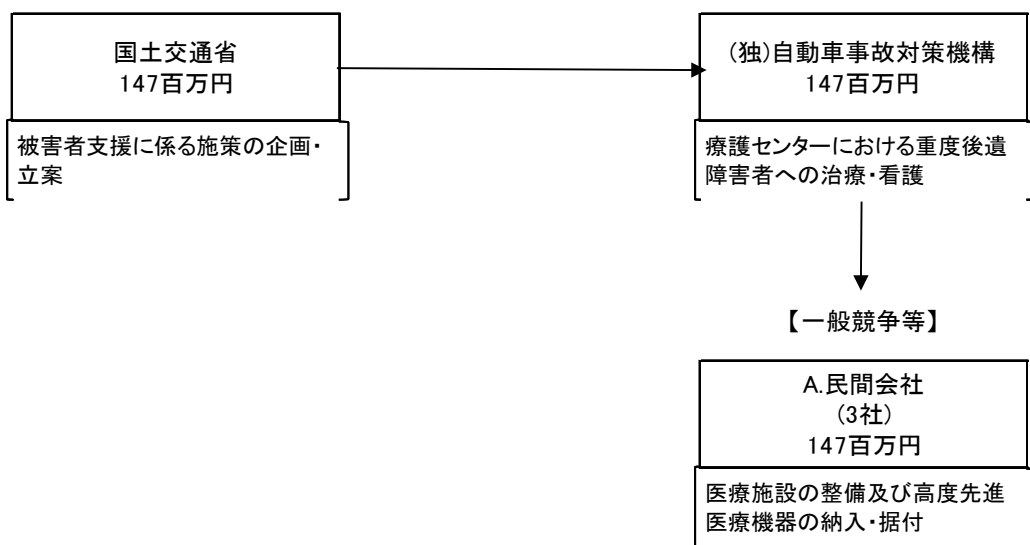 国土交通省
147百万円
被害者支援に係る施策の企画・
立案
(独)自動車事故対策機構
147百万円
療護センターにおける重度後遺
障害者への治療・看護
【一般競争等】
A.民間会社
(3社)
147百万円
医療施設の整備及び高度先進
医療機器の納入・据付